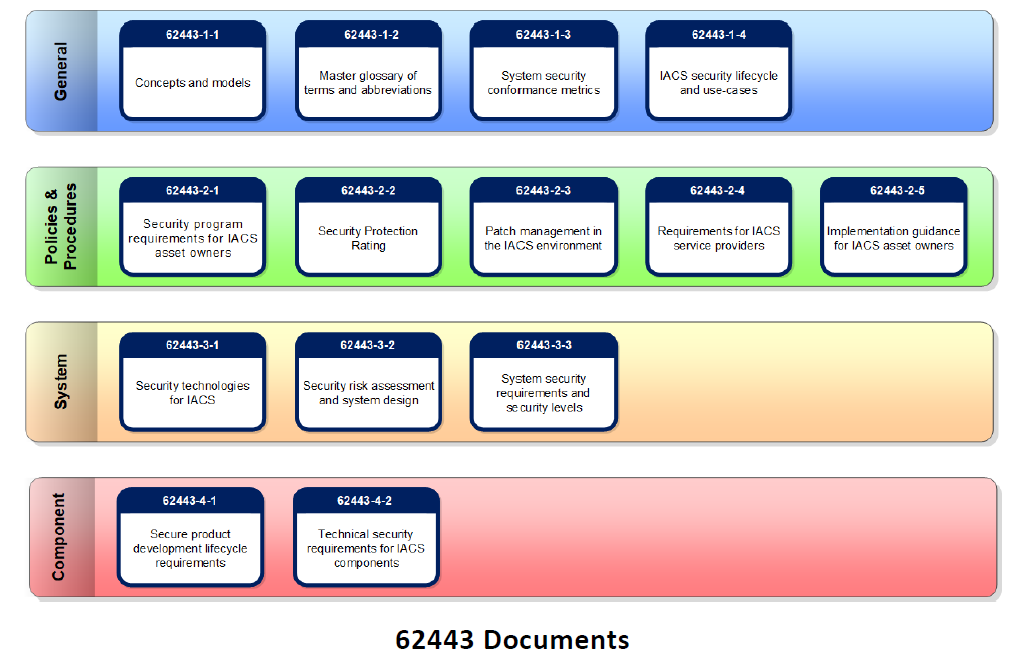 General
62443-1-1
Concepts and models
62443-1-2
Master glossary of
terms and abbreviations
62443-1-3
System security
conformance metrics
62443-1-4
IACS security lifecycle
and use-cases
Policies &
Procedures
62443-2-1
Security program
requirements for IACS
asset owners
62443-2-2
Security Protection
Rating
62443-2-3
Patch management in
the IACS environment
62443-2-4
Requirements for IACS
service providers
62443-2-5
Implementation guidance
for IACS asset owners
System
62443-3-1
Security technologies
for IACS
62443-3-2
Security risk assessment
and system design
62443-3-3
System security
requirements and
security levels
Component
62443-4-1
Secure product
development lifecycle
requirements
62443-4-2
Technical security
requirements for IACS
components
62443 Documents